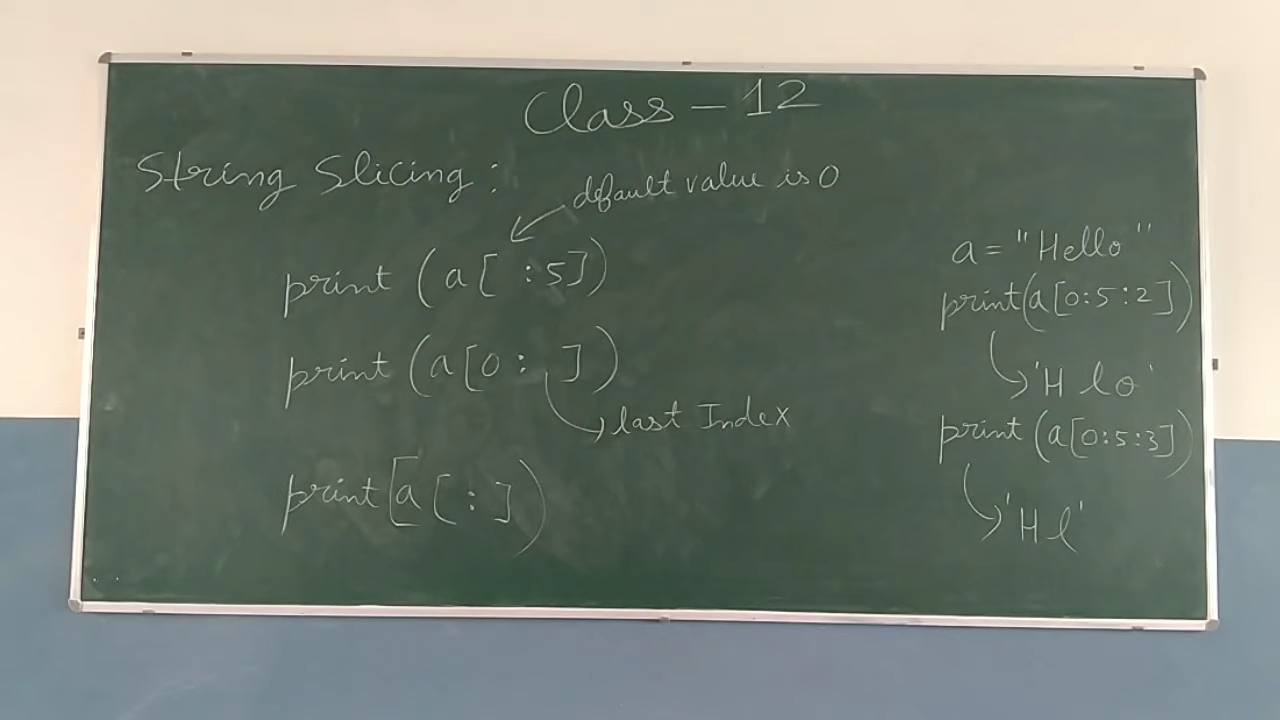 Class - 12
String Slicing :
default value is 0
print (a[ :5])
print (a[0: ])
last Index
print[a[:])
a = "Hello"
print(a[0:5:2])
'H lo'
print (a[0:5:3])
'H l'